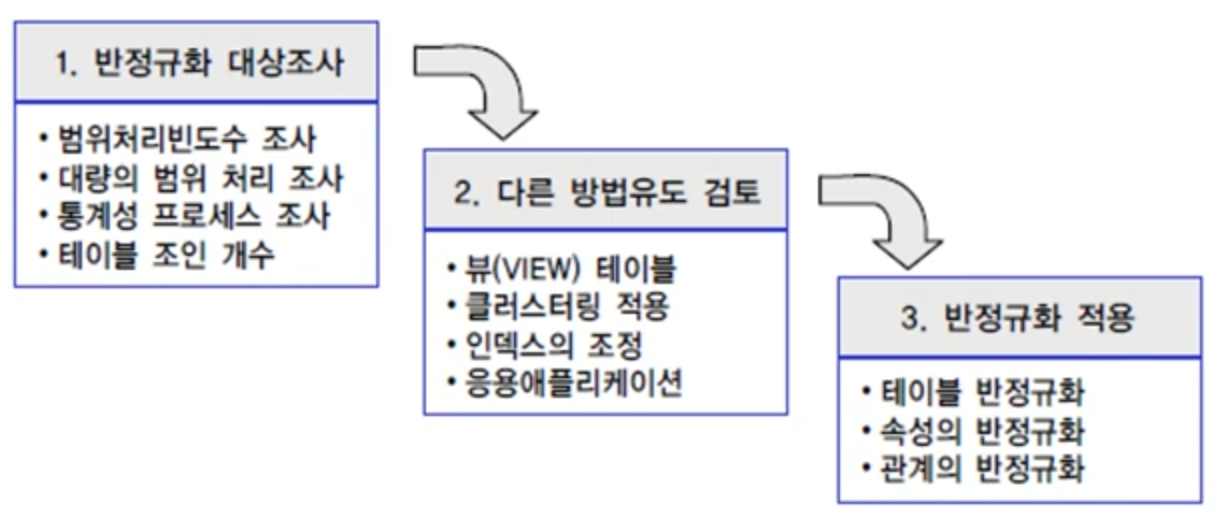 1. 반정규화 대상조사
• 범위처리빈도수 조사
• 대량의 범위 처리 조사
• 통계성 프로세스 조사
• 테이블 조인 개수
2. 다른 방법유도 검토
• 뷰(VIEW) 테이블
• 클러스터링 적용
• 인덱스의 조정
• 응용애플리케이션
3. 반정규화 적용
• 테이블 반정규화
• 속성의 반정규화
• 관계의 반정규화